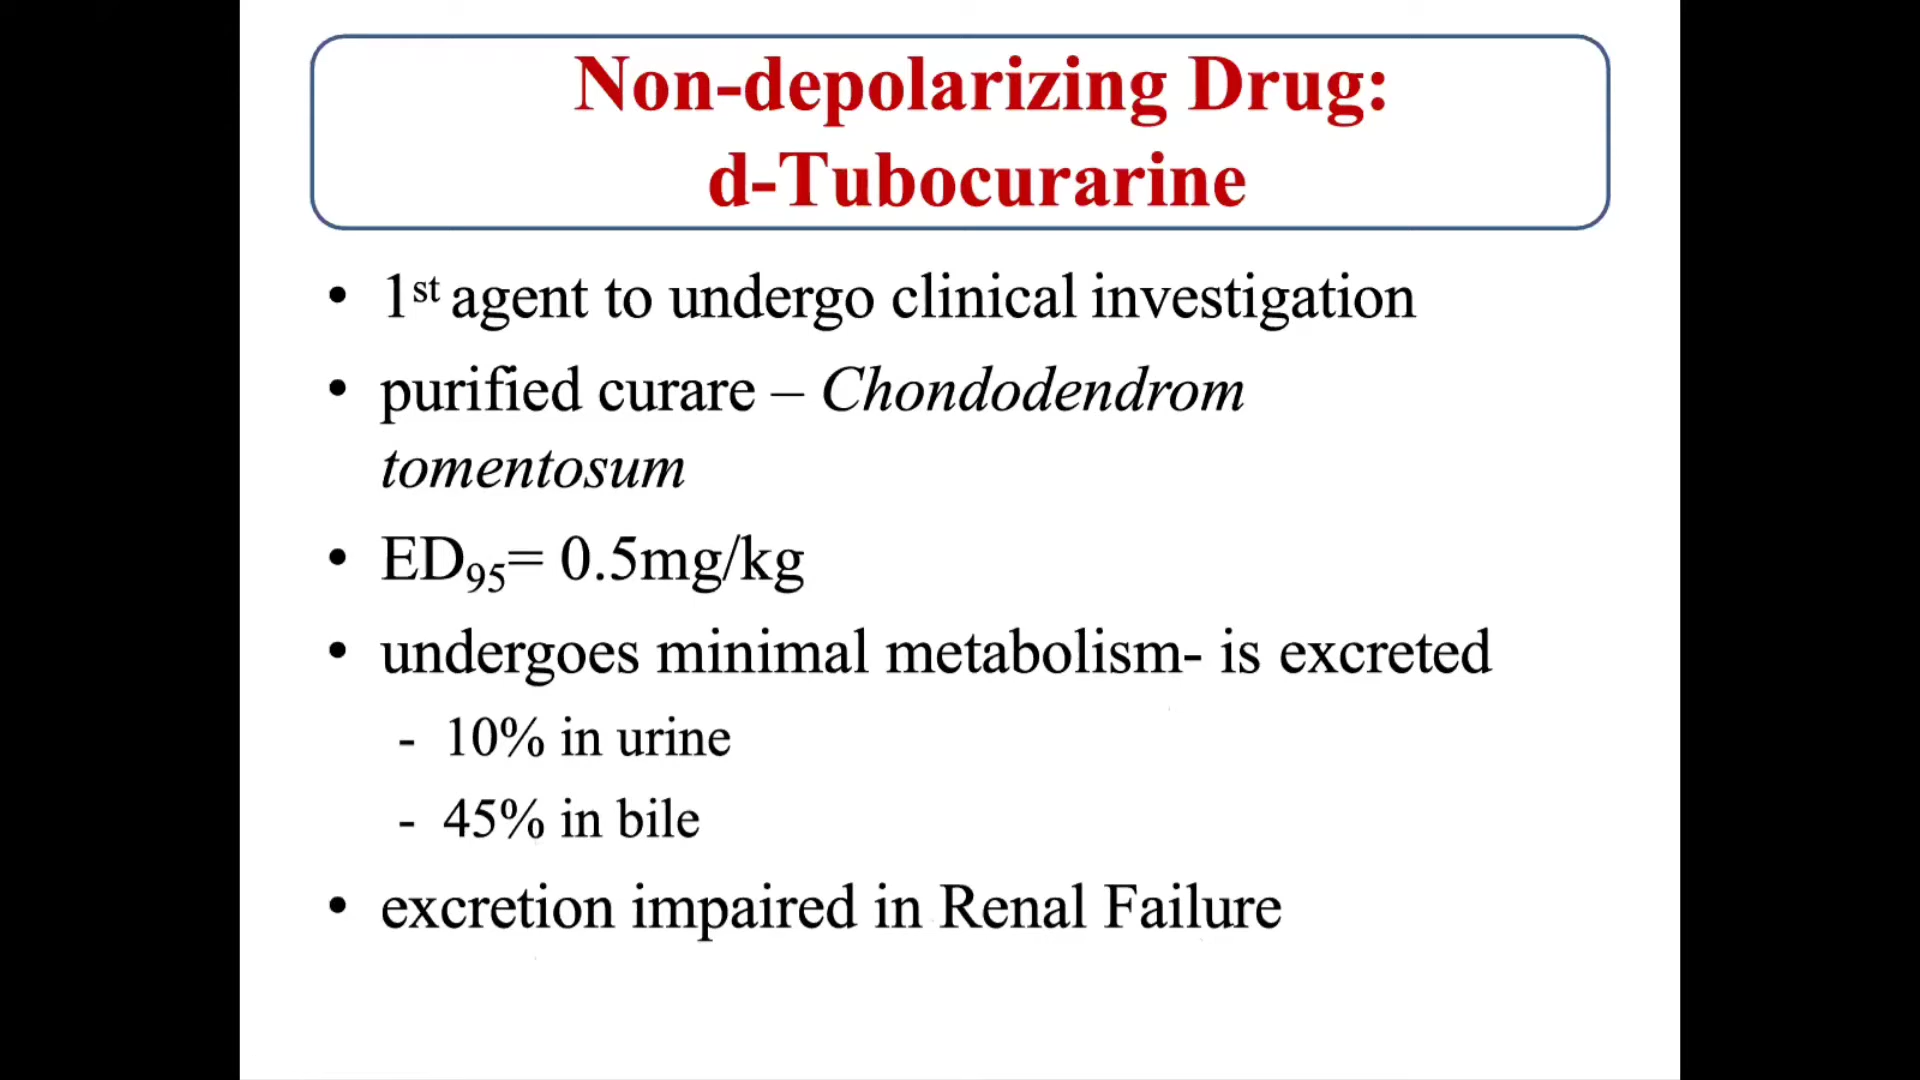 Non-depolarizing Drug:
d-Tubocurarine
• 1st agent to undergo clinical investigation
• purified curare – Chondodendrom
tomentosum
• ED95= 0.5mg/kg
• undergoes minimal metabolism- is excreted
- 10% in urine
- 45% in bile
• excretion impaired in Renal Failure